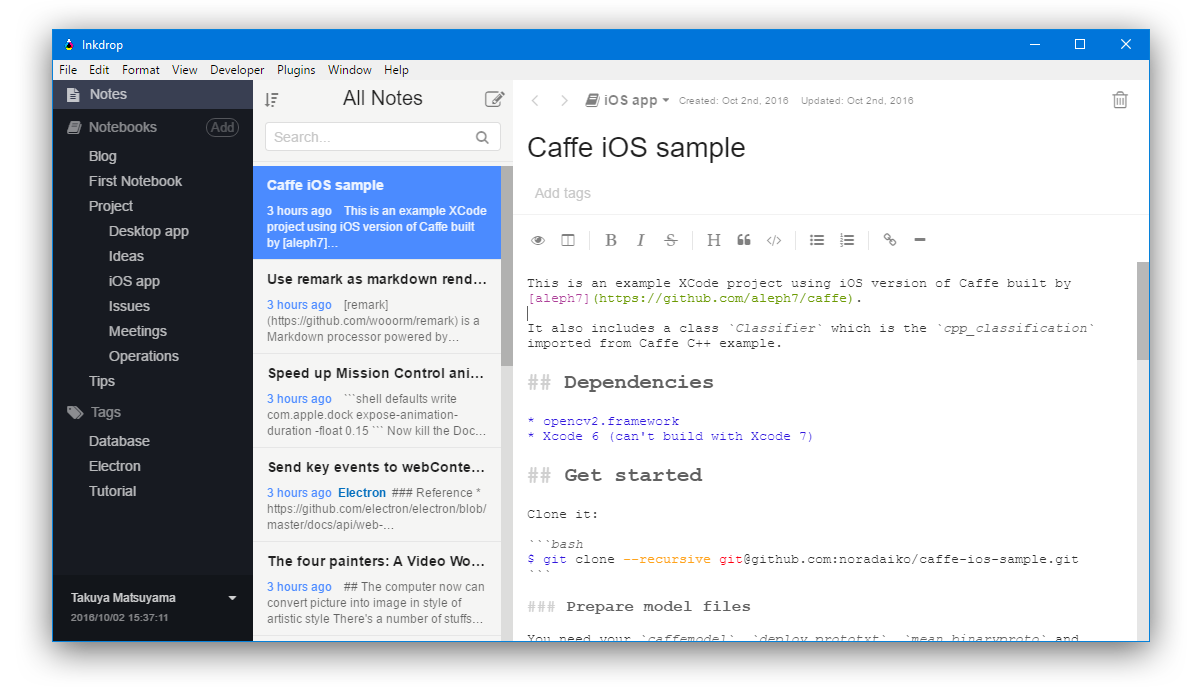 Inkdrop
File Edit Format View Developer Plugins Window Help
Notes
Notebooks Add
Blog
First Notebook
Project
Desktop app
Ideas
iOS app
Issues
Meetings
Operations
Tips
Tags
Database
Electron
Tutorial
Takuya Matsuyama
2016/10/02 15:37:11
All Notes
Search...
Caffe iOS sample
3 hours ago This is an example XCode
project using iOS version of Caffe built
by [aleph7]...
Use remark as markdown rend...
3 hours ago [remark]
(https://github.com/wooorm/remark) is a
Markdown processor powered by...
Speed up Mission Control ani...
3 hours ago ```shell defaults write
com.apple.dock expose-animation-
duration -float 0.15 ``` Now kill the Doc...
Send key events to webConte...
3 hours ago Electron ### Reference *
https://github.com/electron/electron/blob/
master/docs/api/web-...
The four painters: A Video Wo...
3 hours ago ## The computer now can
convert picture into image in style of
artistic style There's a number of stuffs...
iOS app Created: Oct 2nd, 2016 Updated: Oct 2nd, 2016
Caffe iOS sample
Add tags
B I S H
This is an example XCode project using iOS version of Caffe built by
[aleph7](https://github.com/aleph7/caffe).
It also includes a class `Classifier` which is the `cpp_classification`
imported from Caffe C++ example.
## Dependencies
* opencv2.framework
* Xcode 6 (can't build with Xcode 7)
## Get started
Clone it:
```bash
$ git clone --recursive git@github.com:noradaiko/caffe-ios-sample.git
```
### Prepare model files
You need your `caffemodel`, `deploy.prototxt`, `mean.binaryproto` and